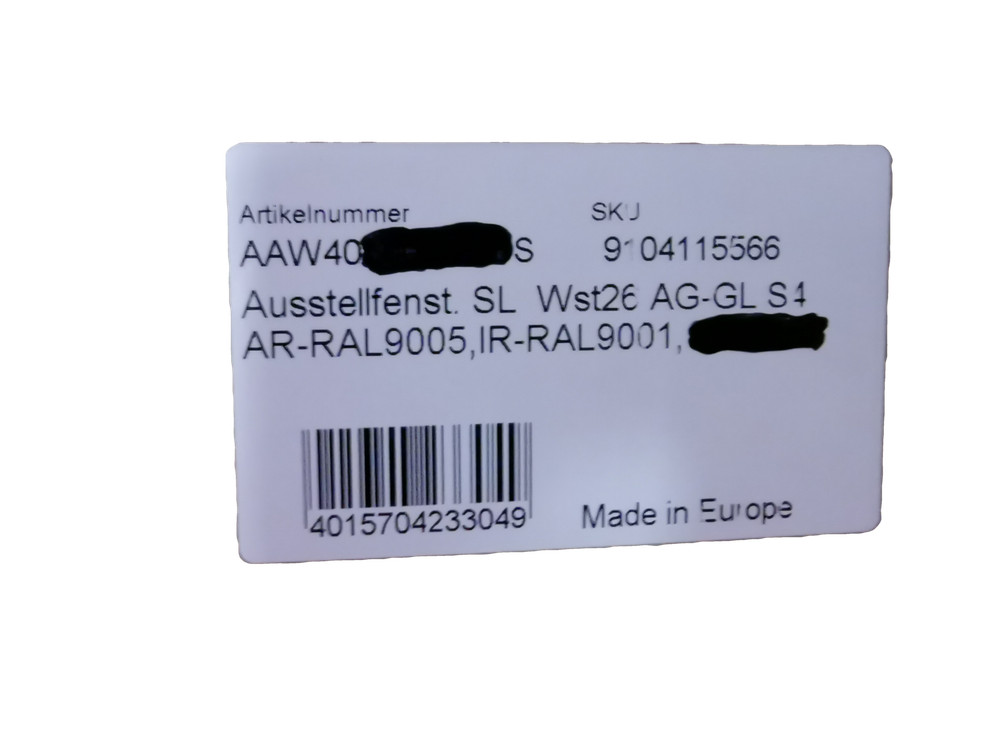 Artikelnummer SKU
AAW40 S 9104115566
Ausstellfenst. SL Wst26 AG-GL S4
AR-RAL9005,IR-RAL9001,
4015704233049
Made in Europe